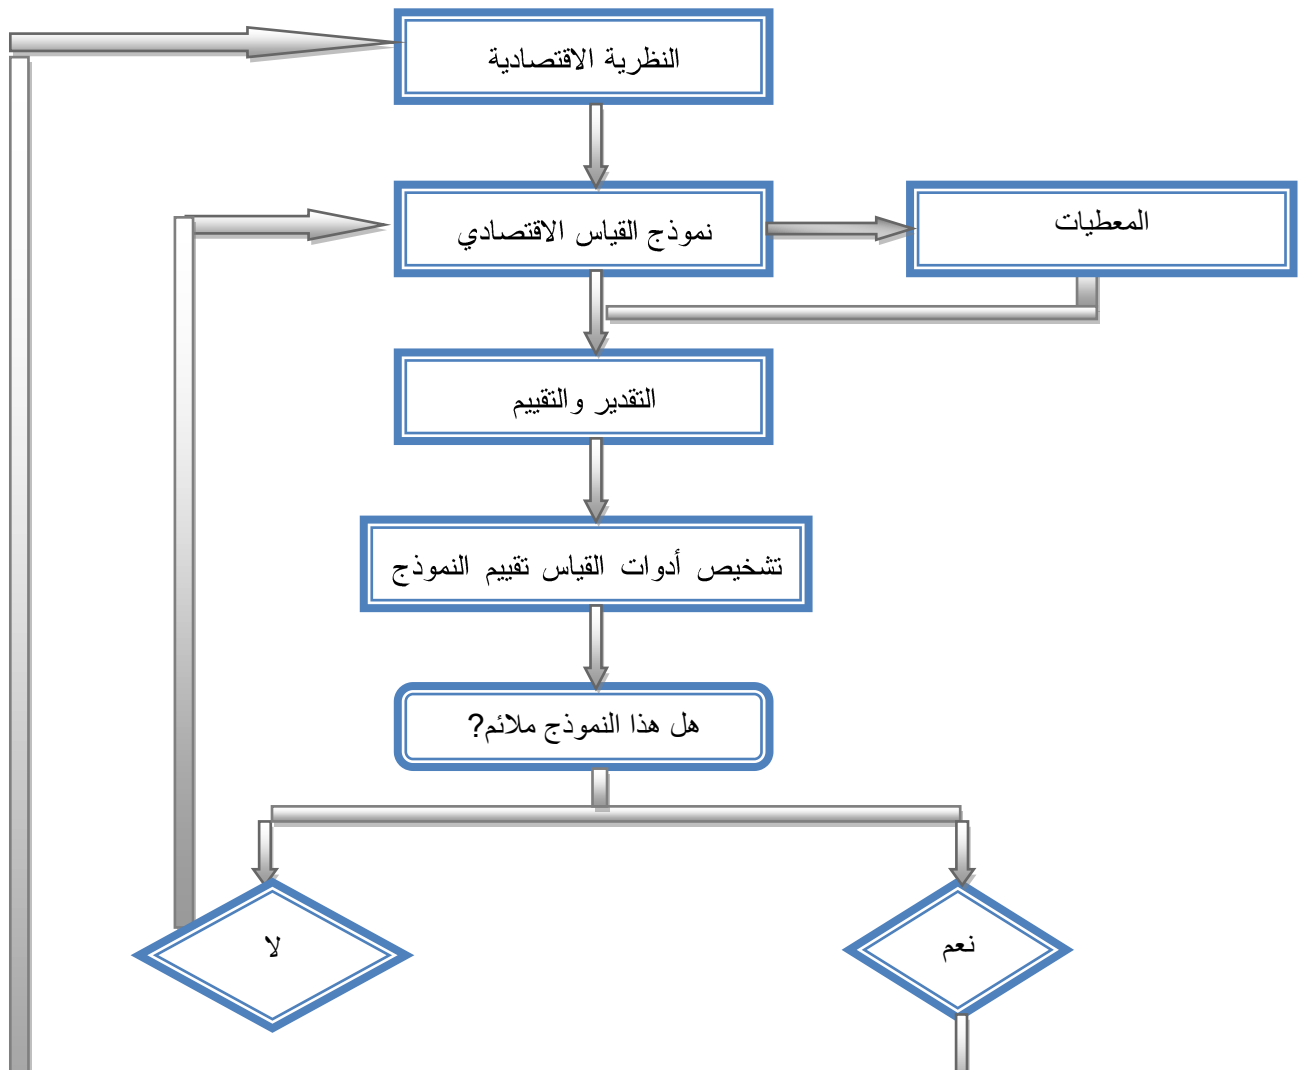 النظرية الاقتصادية
نموذج القياس الاقتصادي
المعطيات
التقدير والتقييم
تشخيص أدوات القياس تقييم النموذج
هل هذا النموذج ملائم?
لا
نعم